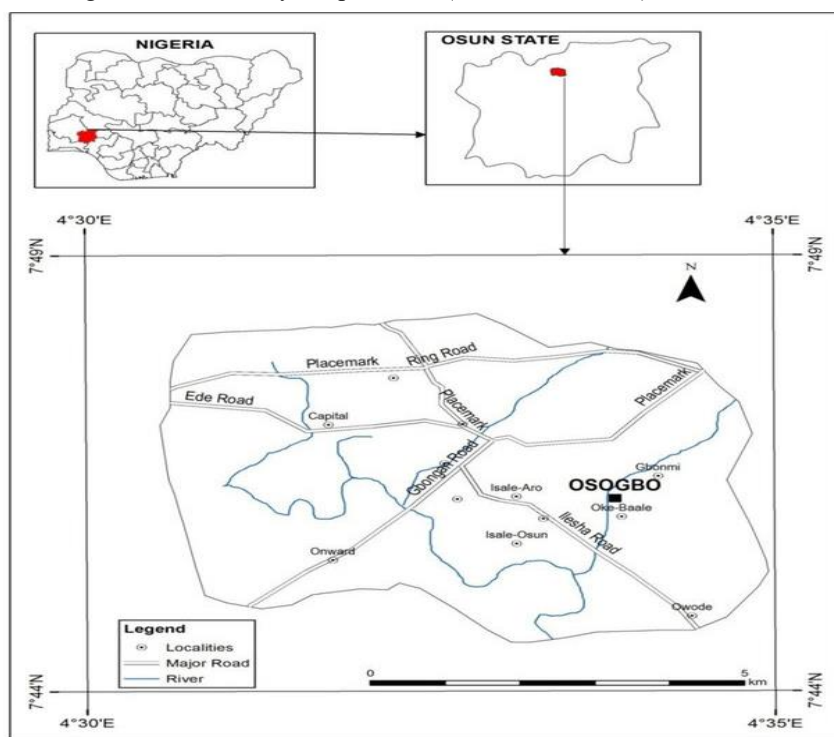 NIGERIA
OSUN STATE
4°30'E
4°35'E
7°49'N
7°49'N
N
Placemark
Ring Road
Ede Road
Placemark
Placemark
Capital
Gbongan Road
Gbonmi
OSOGBO
Isale-Aro
Oke-Baale
Ilesha Road
Isale-Osun
Onward
Owode
Legend
Localities
Major Road
River
0
5
km
7°44'N
7°44'N
4°30'E
4°35'E